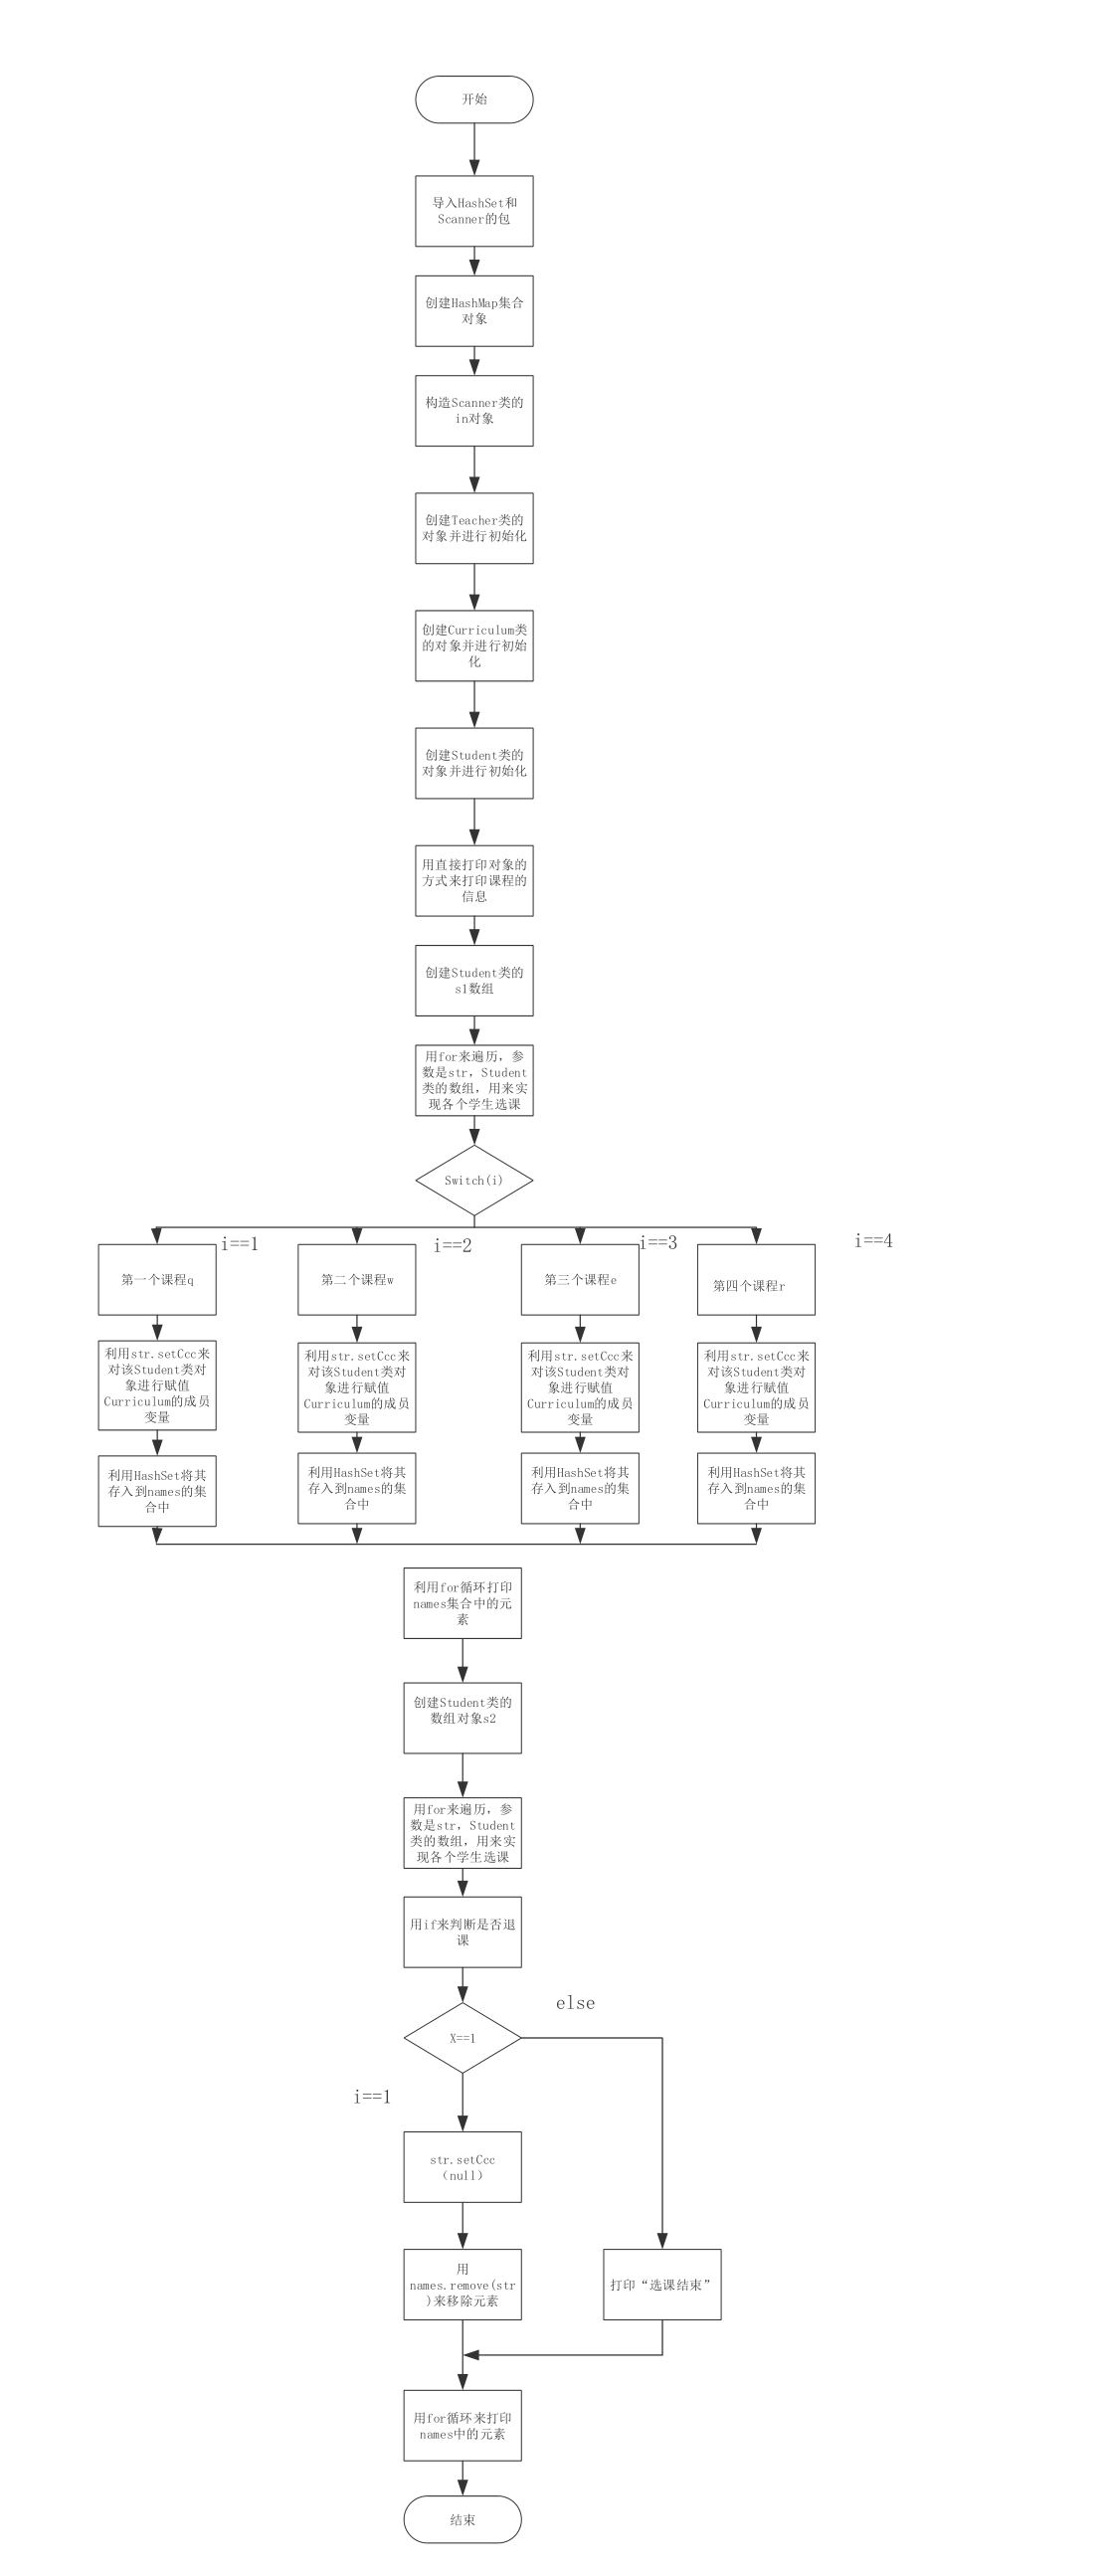 开始
导入HashSet和
Scanner的包
创建HashMap集合
对象
构造Scanner类的
in对象
创建Teacher类的
对象并进行初始化
创建Curriculum类
的对象并进行初始
化
创建Student类的
对象并进行初始化
用直接打印对象的
方式来打印课程的
信息
创建Student类的
s1数组
用for来遍历，参
数是str，Student
类的数组，用来实
现各个学生选课
Switch(i)
i==1
i==2
i==3
i==4
第一个课程q
第二个课程w
第三个课程e
第四个课程r
利用str.setCcc来
对该Student类对
象进行赋值
Curriculum的成员
变量
利用str.setCcc来
对该Student类对
象进行赋值
Curriculum的成员
变量
利用str.setCcc来
对该Student类对
象进行赋值
Curriculum的成员
变量
利用str.setCcc来
对该Student类对
象进行赋值
Curriculum的成员
变量
利用HashSet将其
存入到names的集
合中
利用HashSet将其
存入到names的集
合中
利用HashSet将其
存入到names的集
合中
利用HashSet将其
存入到names的集
合中
利用for循环打印
names集合中的元
素
创建Student类的
数组对象s2
用for来遍历，参
数是str，Student
类的数组，用来实
现各个学生选课
用if来判断是否退
课
else
X==1
i==1
str.setCcc
（null）
用
names.remove(str
)来移除元素
打印“选课结束”
用for循环来打印
names中的元素
结束